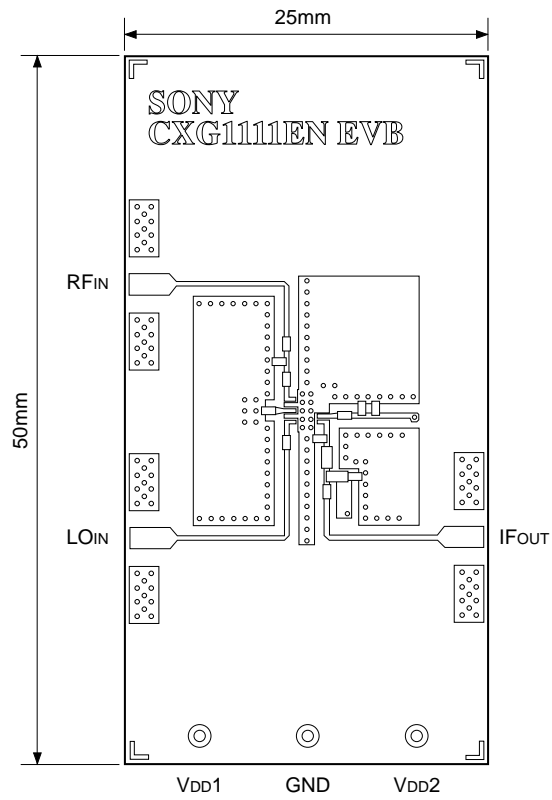 25mm
SONY
CXG1111EN EVB
RFIN
50mm
LOIN
IFOUT
VDD1 GND VDD2